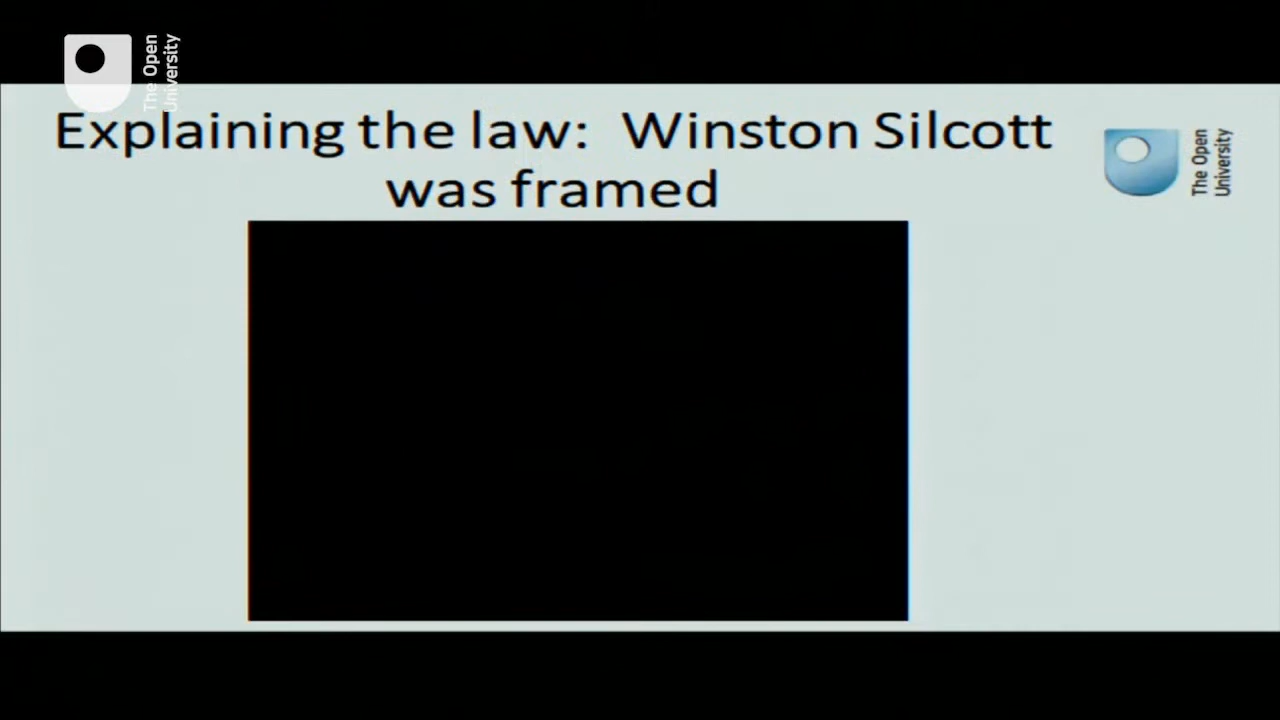 The Open
University
Explaining the law: Winston Silcott
was framed
The Open
University